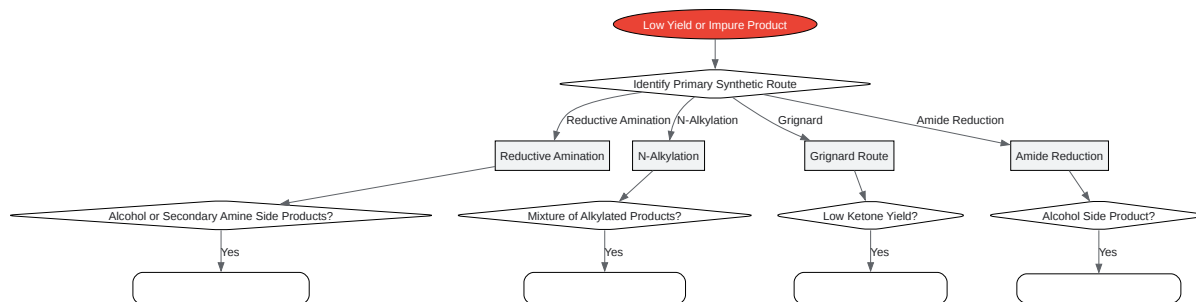 Low Yield or Impure Product
Identify Primary Synthetic Route
Reductive Amination
N-Alkylation
Grignard
Amide Reduction
Reductive Amination
N-Alkylation
Grignard Route
Amide Reduction
Alcohol or Secondary Amine Side Products?
Mixture of Alkylated Products?
Low Ketone Yield?
Alcohol Side Product?
Yes
Yes
Yes
Yes